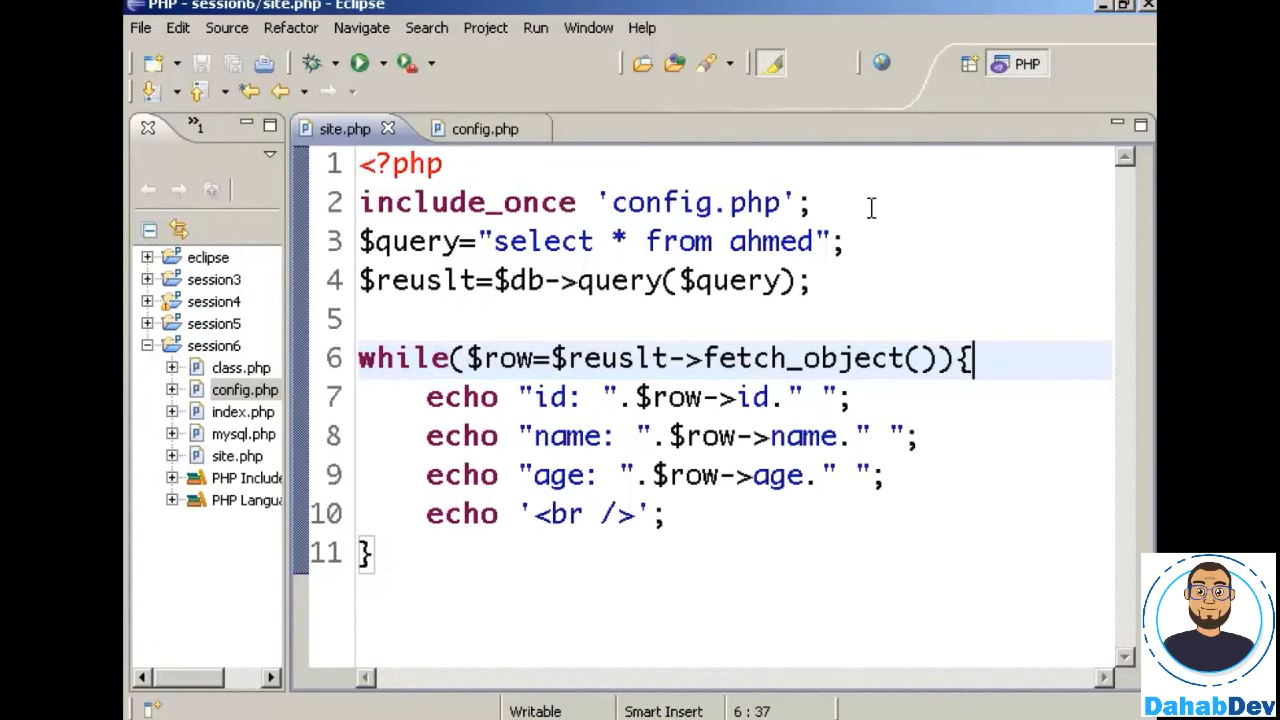 PHP - session6/site.php - Eclipse
File Edit Source Refactor Navigate Search Project Run Window Help
PHP
»1
site.php
config.php
1 <?php
2 include_once 'config.php';
3 $query="select * from ahmed";
4 $reuslt=$db->query($query);
5
6 while($row=$reuslt->fetch_object()){
7 echo "id: ".$row->id." ";
8 echo "name: ".$row->name." ";
9 echo "age: ".$row->age." ";
10 echo '<br />';
11 }
eclipse
session3
session4
session5
session6
class.php
config.php
index.php
mysql.php
site.php
PHP Include
PHP Langua
Writable Smart Insert 6 : 37
DahabDev